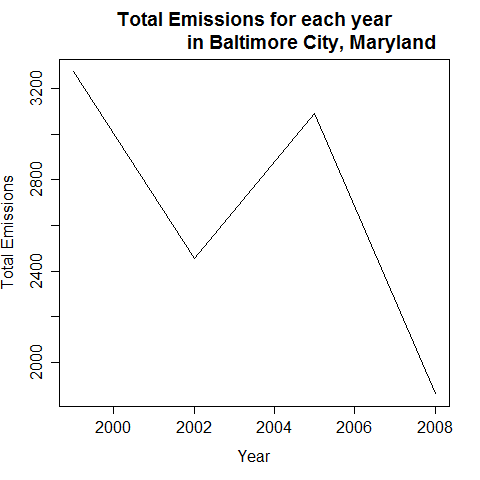 Total Emissions for each year
in Baltimore City, Maryland
3200
2800
2400
2000
Total Emissions
2000 2002 2004 2006 2008
Year